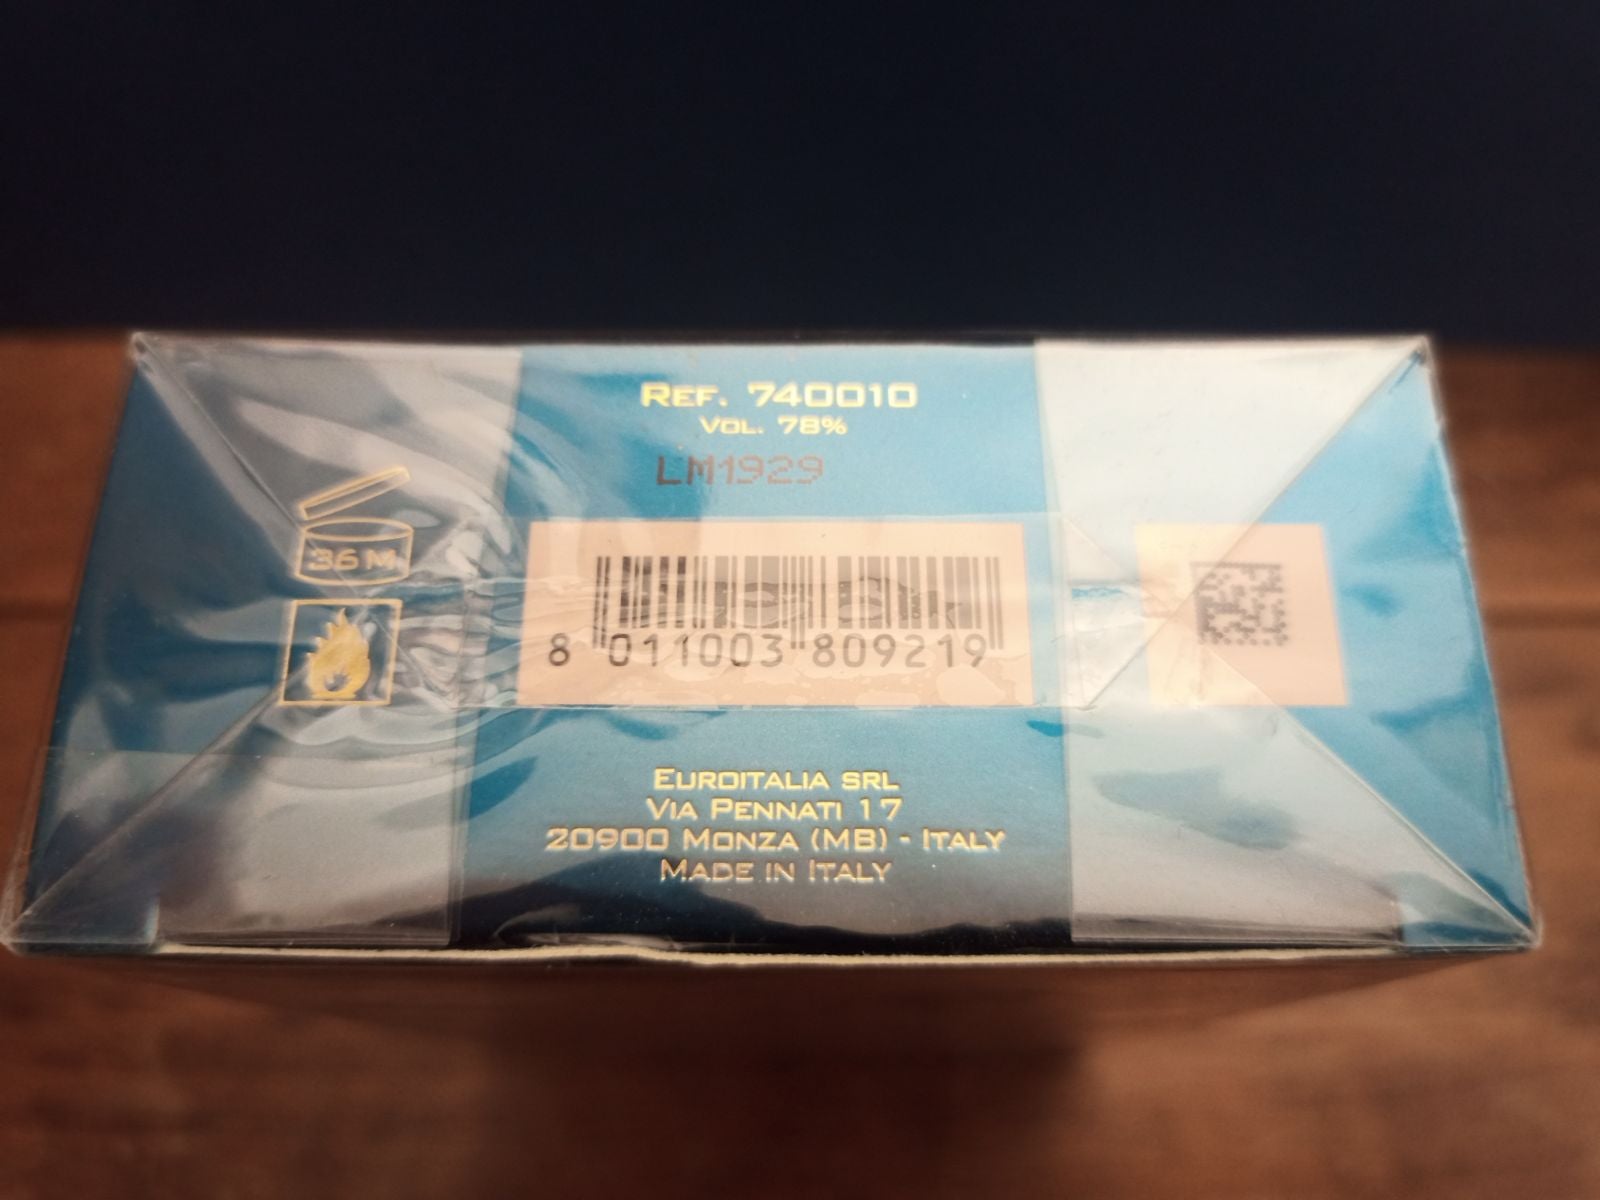 REF. 740010
VOL. 78%
LM1929
36 M
8 011003 809219
EUROITALIA SRL
VIA PENNATI 17
20900 MONZA (MB) - ITALY
MADE IN ITALY